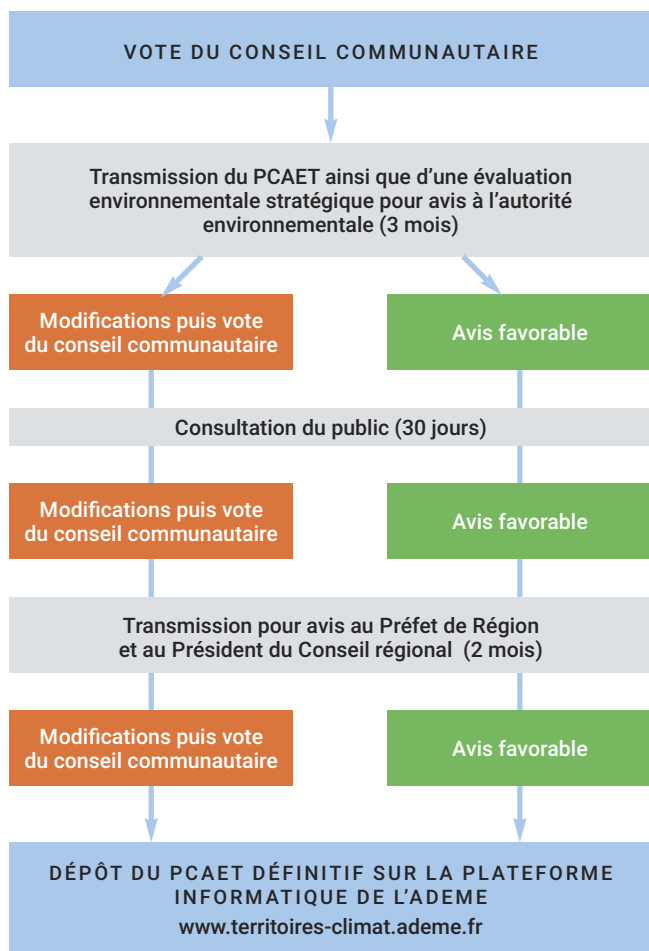 VOTE DU CONSEIL COMMUNAUTAIRE
Transmission du PCAET ainsi que d'une évaluation
environnementale stratégique pour avis à l'autorité
environnementale (3 mois)
Modifications puis vote
du conseil communautaire
Avis favorable
Consultation du public (30 jours)
Modifications puis vote
du conseil communautaire
Avis favorable
Transmission pour avis au Préfet de Région
et au Président du Conseil régional (2 mois)
Modifications puis vote
du conseil communautaire
Avis favorable
DÉPÔT DU PCAET DÉFINITIF SUR LA PLATEFORME
INFORMATIQUE DE L'ADEME
www.territoires-climat.ademe.fr